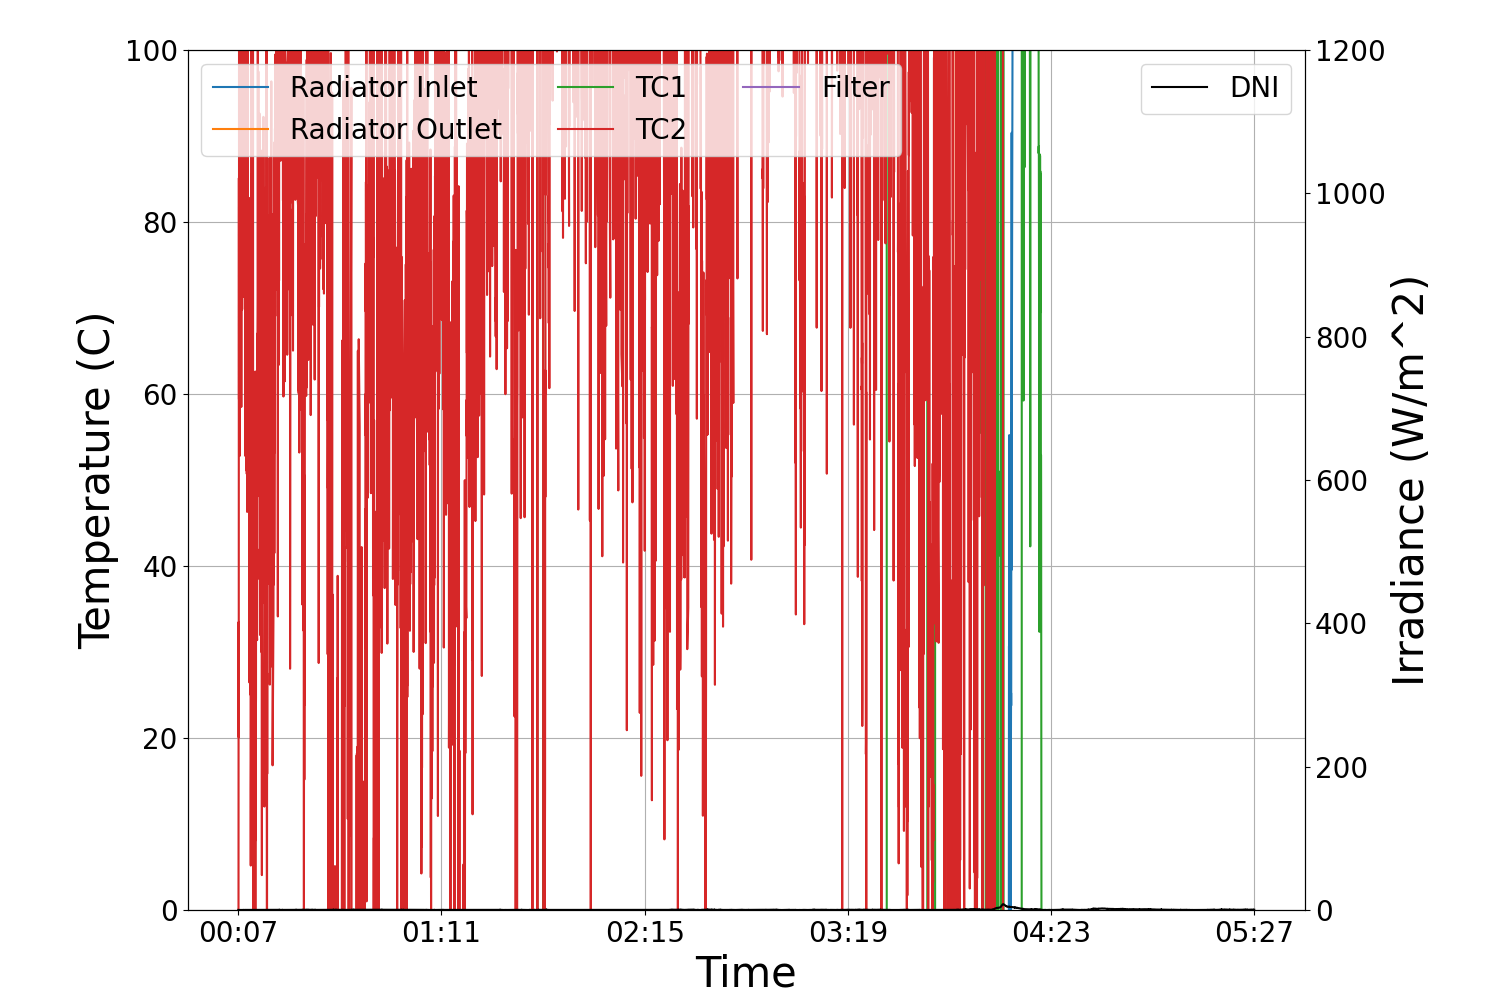 100
80
60
40
20
0
Temperature (C)
Radiator Inlet
Radiator Outlet
TC1
TC2
Filter
DNI
1200
1000
800
600
400
200
0
Irradiance (W/m^2)
00:07
01:11
02:15
03:19
04:23
05:27
Time